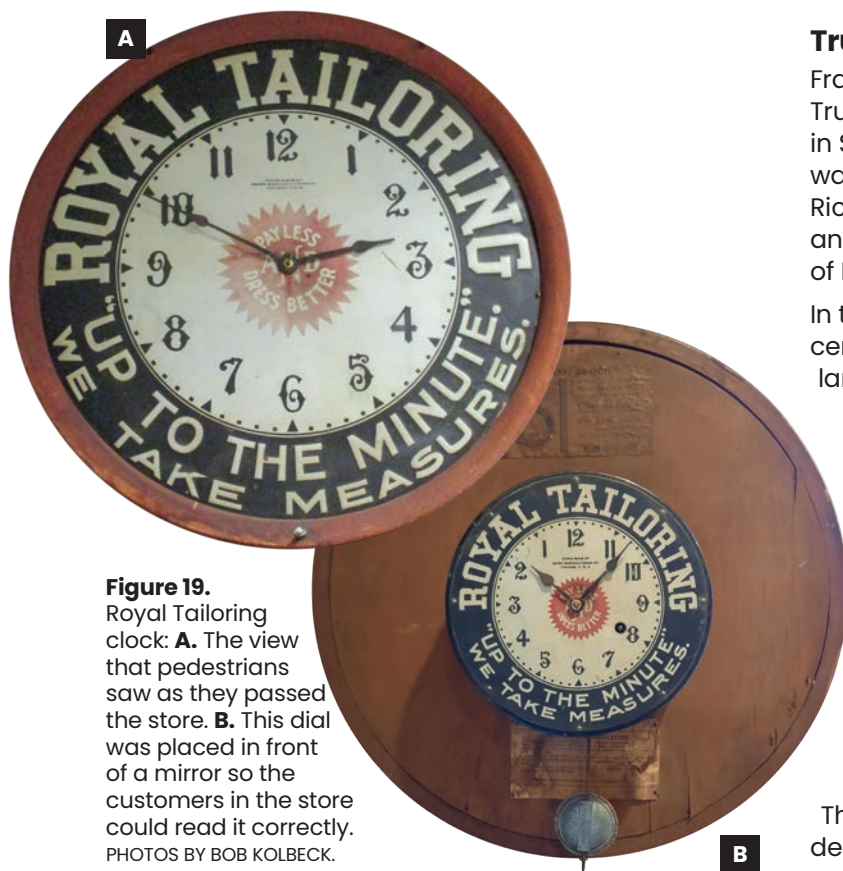 A
ROYAL TAILORING
12
1
2
3
4
5
6
7
8
9
10
11
PAY LESS
AND
DRESS BETTER
"UP TO THE MINUTE."
WE TAKE MEASURES.
Figure 19.
Royal Tailoring
clock: A. The view
that pedestrians
saw as they passed
the store. B. This dial
was placed in front
of a mirror so the
customers in the store
could read it correctly.
PHOTOS BY BOB KOLBECK.
ROYAL TAILORING
12
11
10
9
8
7
6
5
4
3
2
1
DRESS BETTER
"UP TO THE MINUTE"
WE TAKE MEASURES.
B
Tru
Fro
Tru
in S
wa
Ric
an
of
In t
cer
lar
Th
de